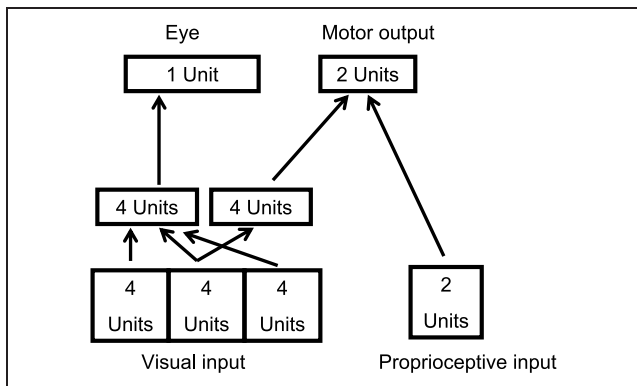 Eye
Motor output
1 Unit
2 Units
4 Units
4 Units
4
Units
4
Units
4
Units
2
Units
Visual input
Proprioceptive input